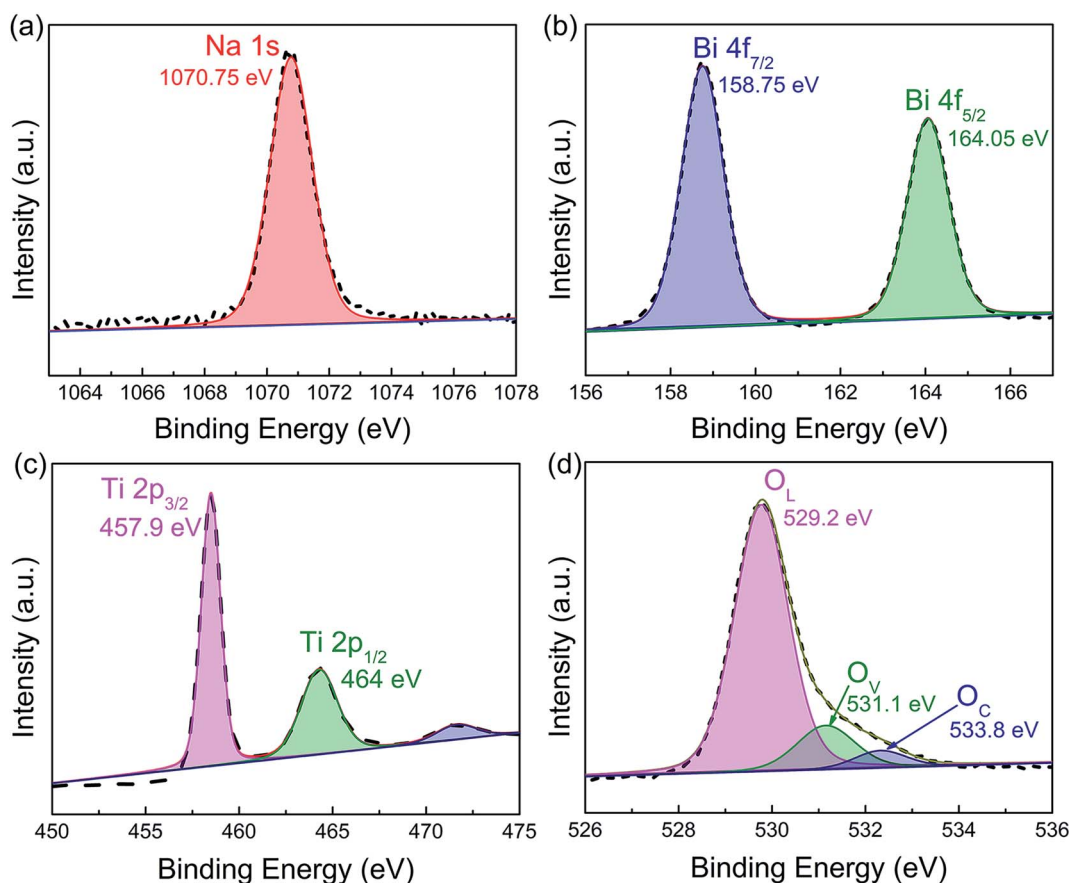 (a)
Na 1s
1070.75 eV
Intensity (a.u.)
1064 1066 1068 1070 1072 1074 1076 1078
Binding Energy (eV)
(b)
Bi 4f7/2
158.75 eV
Bi 4f5/2
164.05 eV
Intensity (a.u.)
156 158 160 162 164 166
Binding Energy (eV)
(c)
Ti 2p3/2
457.9 eV
Ti 2p1/2
464 eV
Intensity (a.u.)
450 455 460 465 470 475
Binding Energy (eV)
(d)
OL
529.2 eV
OV
531.1 eV
OC
533.8 eV
Intensity (a.u.)
526 528 530 532 534 536
Binding Energy (eV)